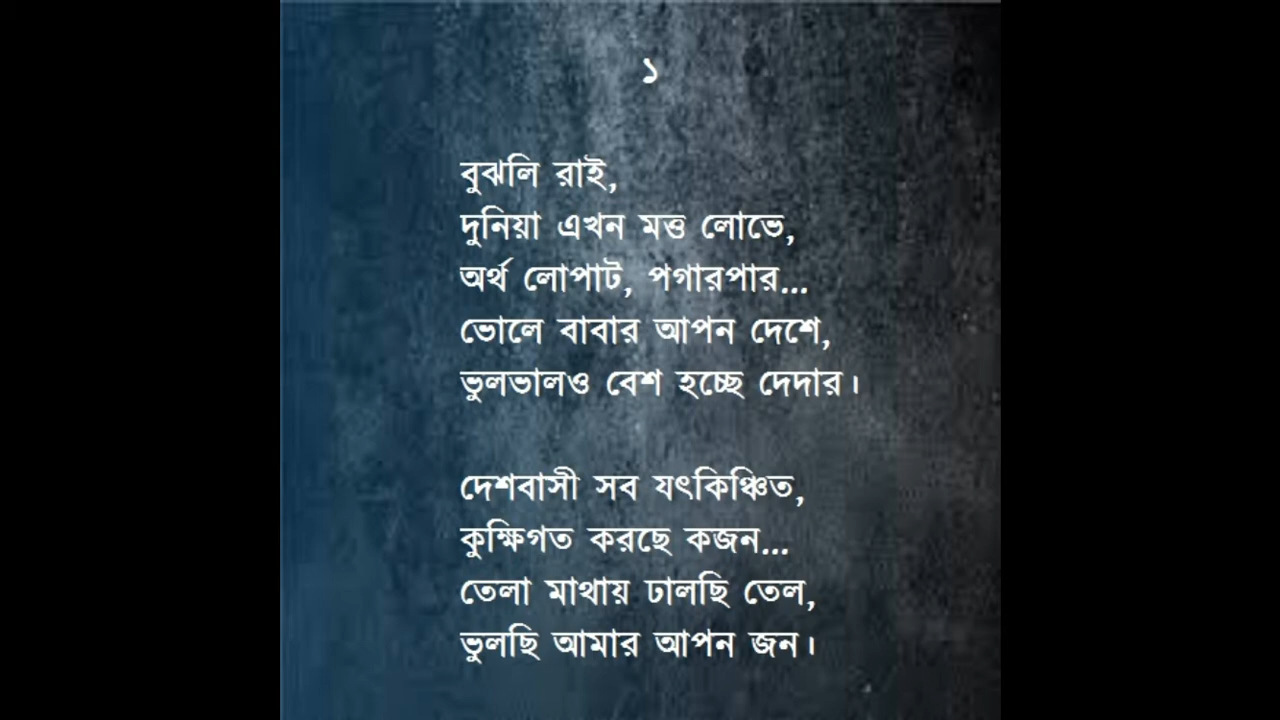 ১
বুঝলি রাই,
দুনিয়া এখন মত্ত লোভে,
অর্থ লোপাট, পগারপার...
ভোলে বাবার আপন দেশে,
ভুলভালও বেশ হচ্ছে দেদার।
দেশবাসী সব যৎকিঞ্চিত,
কুক্ষিগত করছে কজন...
তেলা মাথায় ঢালছি তেল,
ভুলছি আমার আপন জন।